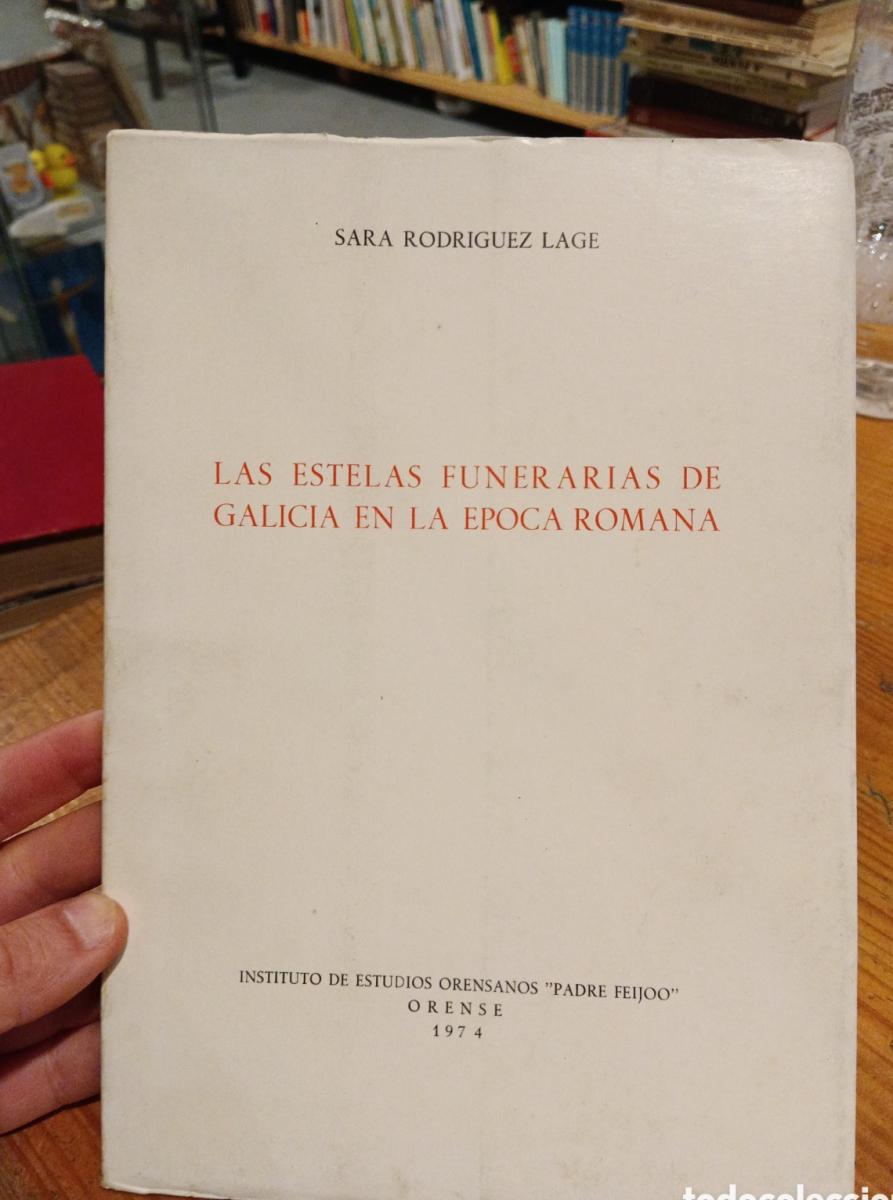 SARA RODRIGUEZ LAGE
LAS ESTELAS FUNERARIAS DE
GALICIA EN LA EPOCA ROMANA
INSTITUTO DE ESTUDIOS ORENSANOS "PADRE FEIJOO"
ORENSE
1974